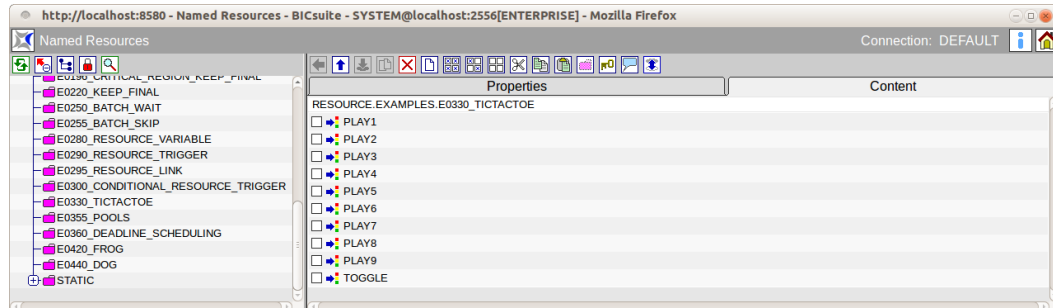 http://localhost:8580 - Named Resources - BICsuite - SYSTEM@localhost:2556[ENTERPRISE] - Mozilla Firefox
Named Resources
Connection: DEFAULT
E0196_CRITICAL_REGION_KEEP_FINAL
E0220_KEEP_FINAL
E0250_BATCH_WAIT
E0255_BATCH_SKIP
E0280_RESOURCE_VARIABLE
E0290_RESOURCE_TRIGGER
E0295_RESOURCE_LINK
E0300_CONDITIONAL_RESOURCE_TRIGGER
E0330_TICTACTOE
E0355_POOLS
E0360_DEADLINE_SCHEDULING
E0420_FROG
E0440_DOG
STATIC
Properties
Content
RESOURCE.EXAMPLES.E0330_TICTACTOE
PLAY1
PLAY2
PLAY3
PLAY4
PLAY5
PLAY6
PLAY7
PLAY8
PLAY9
TOGGLE